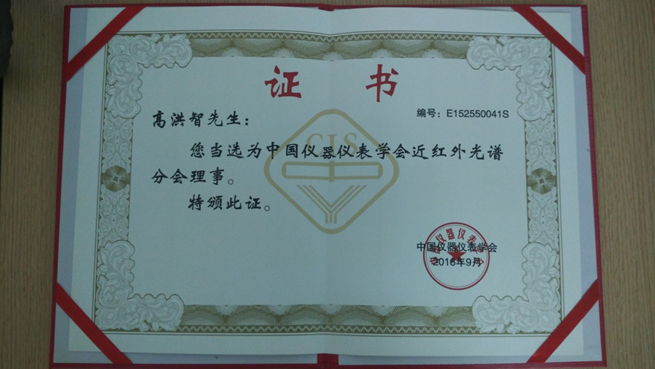 证 书
编号：E152550041S
高洪智先生：
您当选为中国仪器仪表学会近红外光谱
分会理事。
特颁此证。
CIS
中国仪器仪表学会
2016年9月